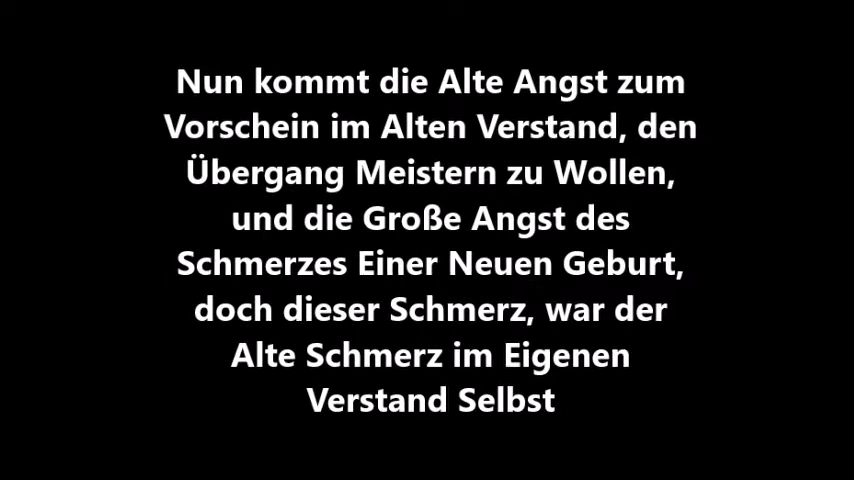 Nun kommt die Alte Angst zum
Vorschein im Alten Verstand, den
Übergang Meistern zu Wollen,
und die Große Angst des
Schmerzes Einer Neuen Geburt,
doch dieser Schmerz, war der
Alte Schmerz im Eigenen
Verstand Selbst